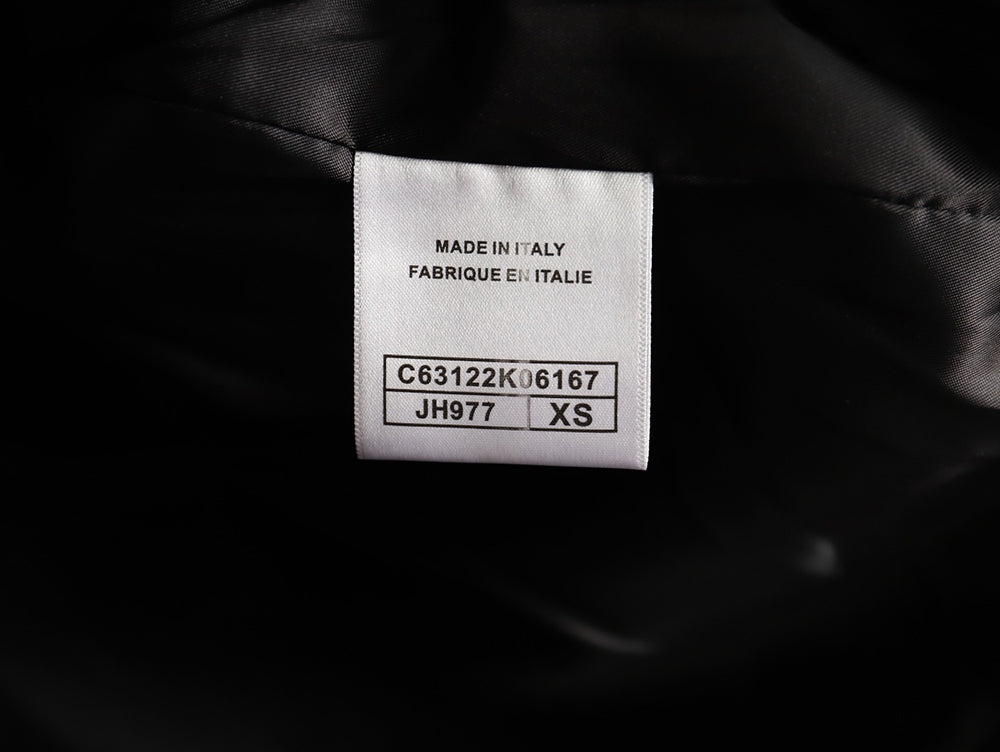 MADE IN ITALY
FABRIQUE EN ITALIE
C63122K06167
JH977 XS